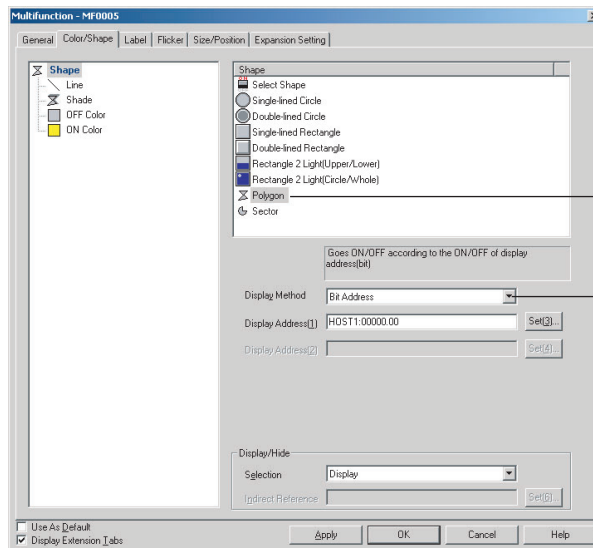 Multifunction - MF0005
General Color/Shape Label Flicker Size/Position Expansion Setting
Shape
Line
Shade
OFF Color
ON Color
Shape
Select Shape
Single-lined Circle
Double-lined Circle
Single-lined Rectangle
Double-lined Rectangle
Rectangle 2 Light(Upper/Lower)
Rectangle 2 Light(Circle/Whole)
Polygon
Sector
Goes ON/OFF according to the ON/OFF of display
address(bit)
Display Method Bit Address
Display Address(1) HOST1:00000.00 Set(3)...
Display Address(2) Set(4)...
Display/Hide
Selection Display
Indirect Reference Set(6)...
Use As Default
Display Extension Tabs
Apply OK Cancel Help